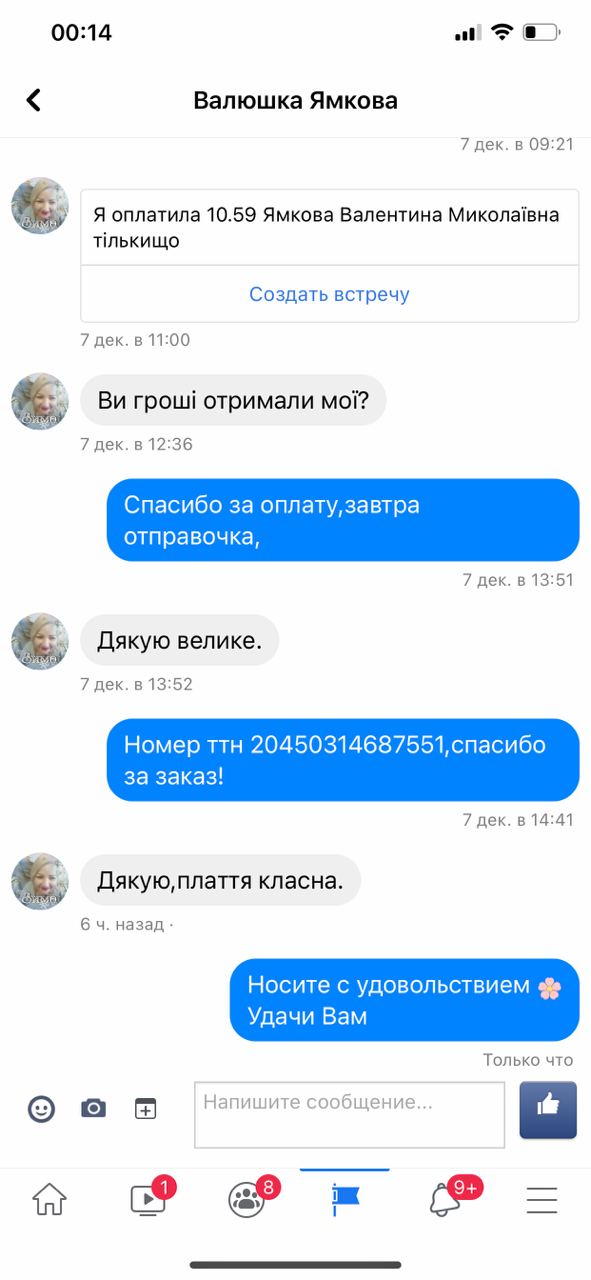 00:14
Валюшка Ямкова
7 дек. в 09:21
Я оплатила 10.59 Ямкова Валентина Миколаївна
тількищо
Создать встречу
7 дек. в 11:00
Ви гроші отримали мої?
7 дек. в 12:36
Спасибо за оплату,завтра
отправочка,
7 дек. в 13:51
Дякую велике.
7 дек. в 13:52
Номер ттн 20450314687551,спасибо
за заказ!
7 дек. в 14:41
Дякую,плаття класна.
6 ч. назад ·
Носите с удовольствием 🌸
Удачи Вам
Только что
Напишите сообщение...
1
8
9+